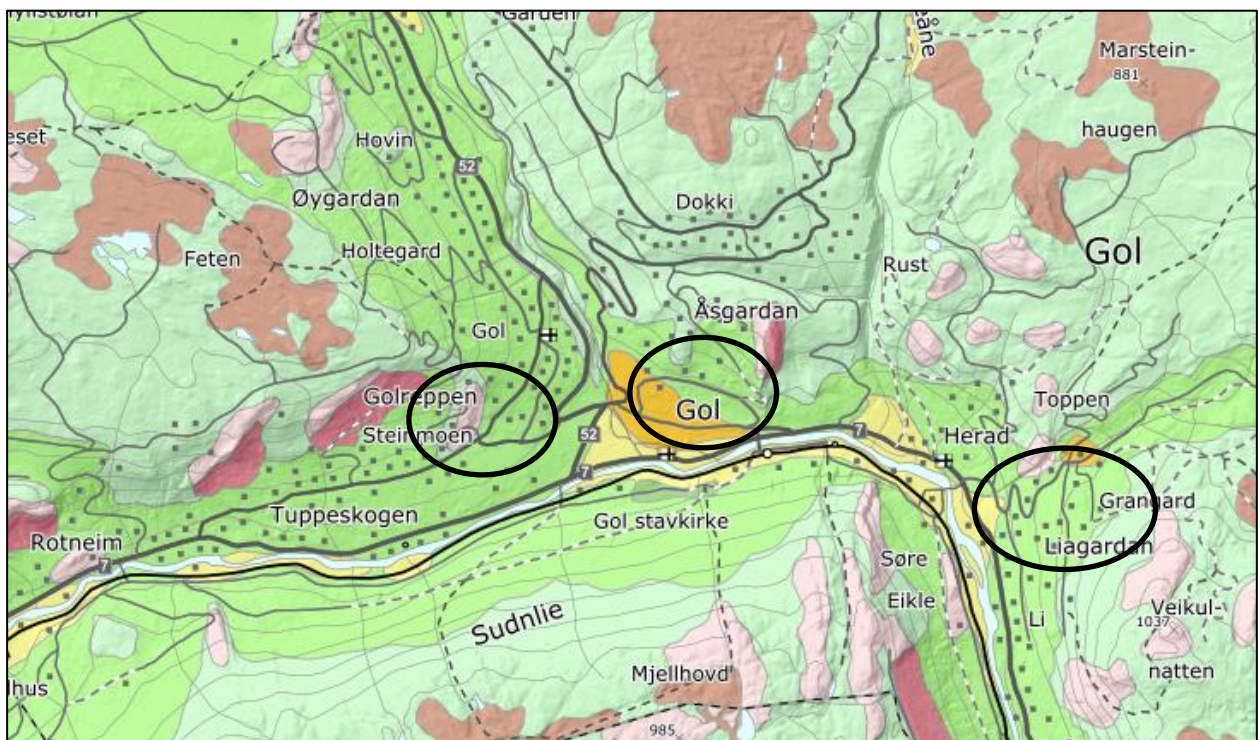 Garden
Marstein-
881
haugen
eset
Hovin
52
Øygardan
Dokki
Gol
Holtegard
Feten
Rust
Åsgardan
Gol
Golreppen
Gol
Toppen
Steinmoen
52
7
Herad
7
Grangard
Tuppeskogen
Gol stavkirke
Liagardan
Rotneim
7
Søre
Eikle
Sudnlie
Li
Veikul-
1037
natten
Mjellhovd
lhus
985